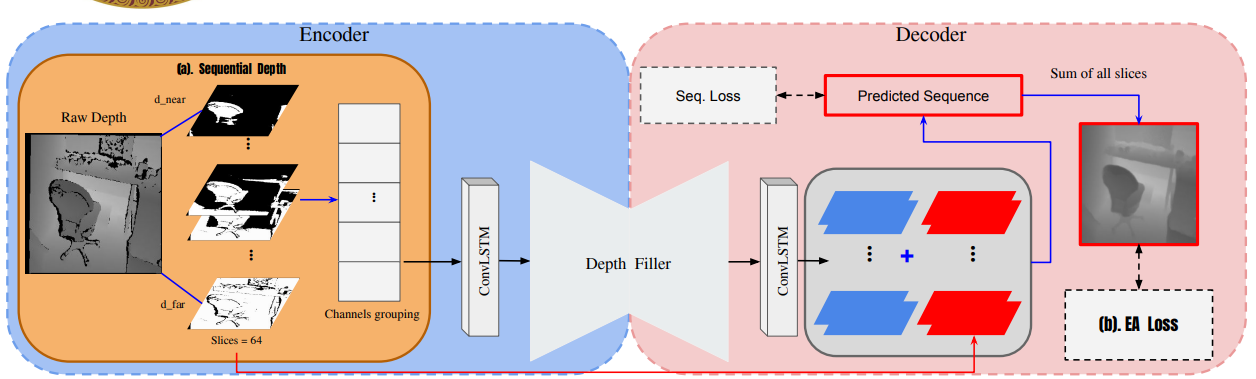 Encoder
Decoder
(a). Sequential Depth
d_near
Raw Depth
d_far
Slices = 64
Channels grouping
ConvLSTM
Depth Filler
ConvLSTM
Seq. Loss
Predicted Sequence
Sum of all slices
+
(b). EA Loss